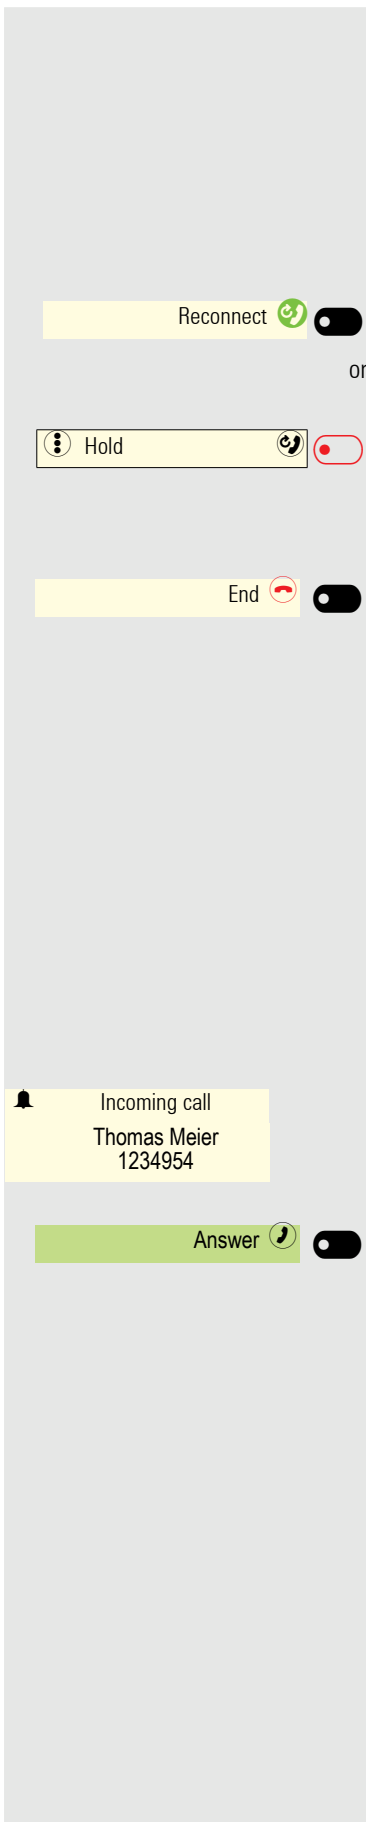 Reconnect
or
Hold
End
Incoming call
Thomas Meier
1234954
Answer